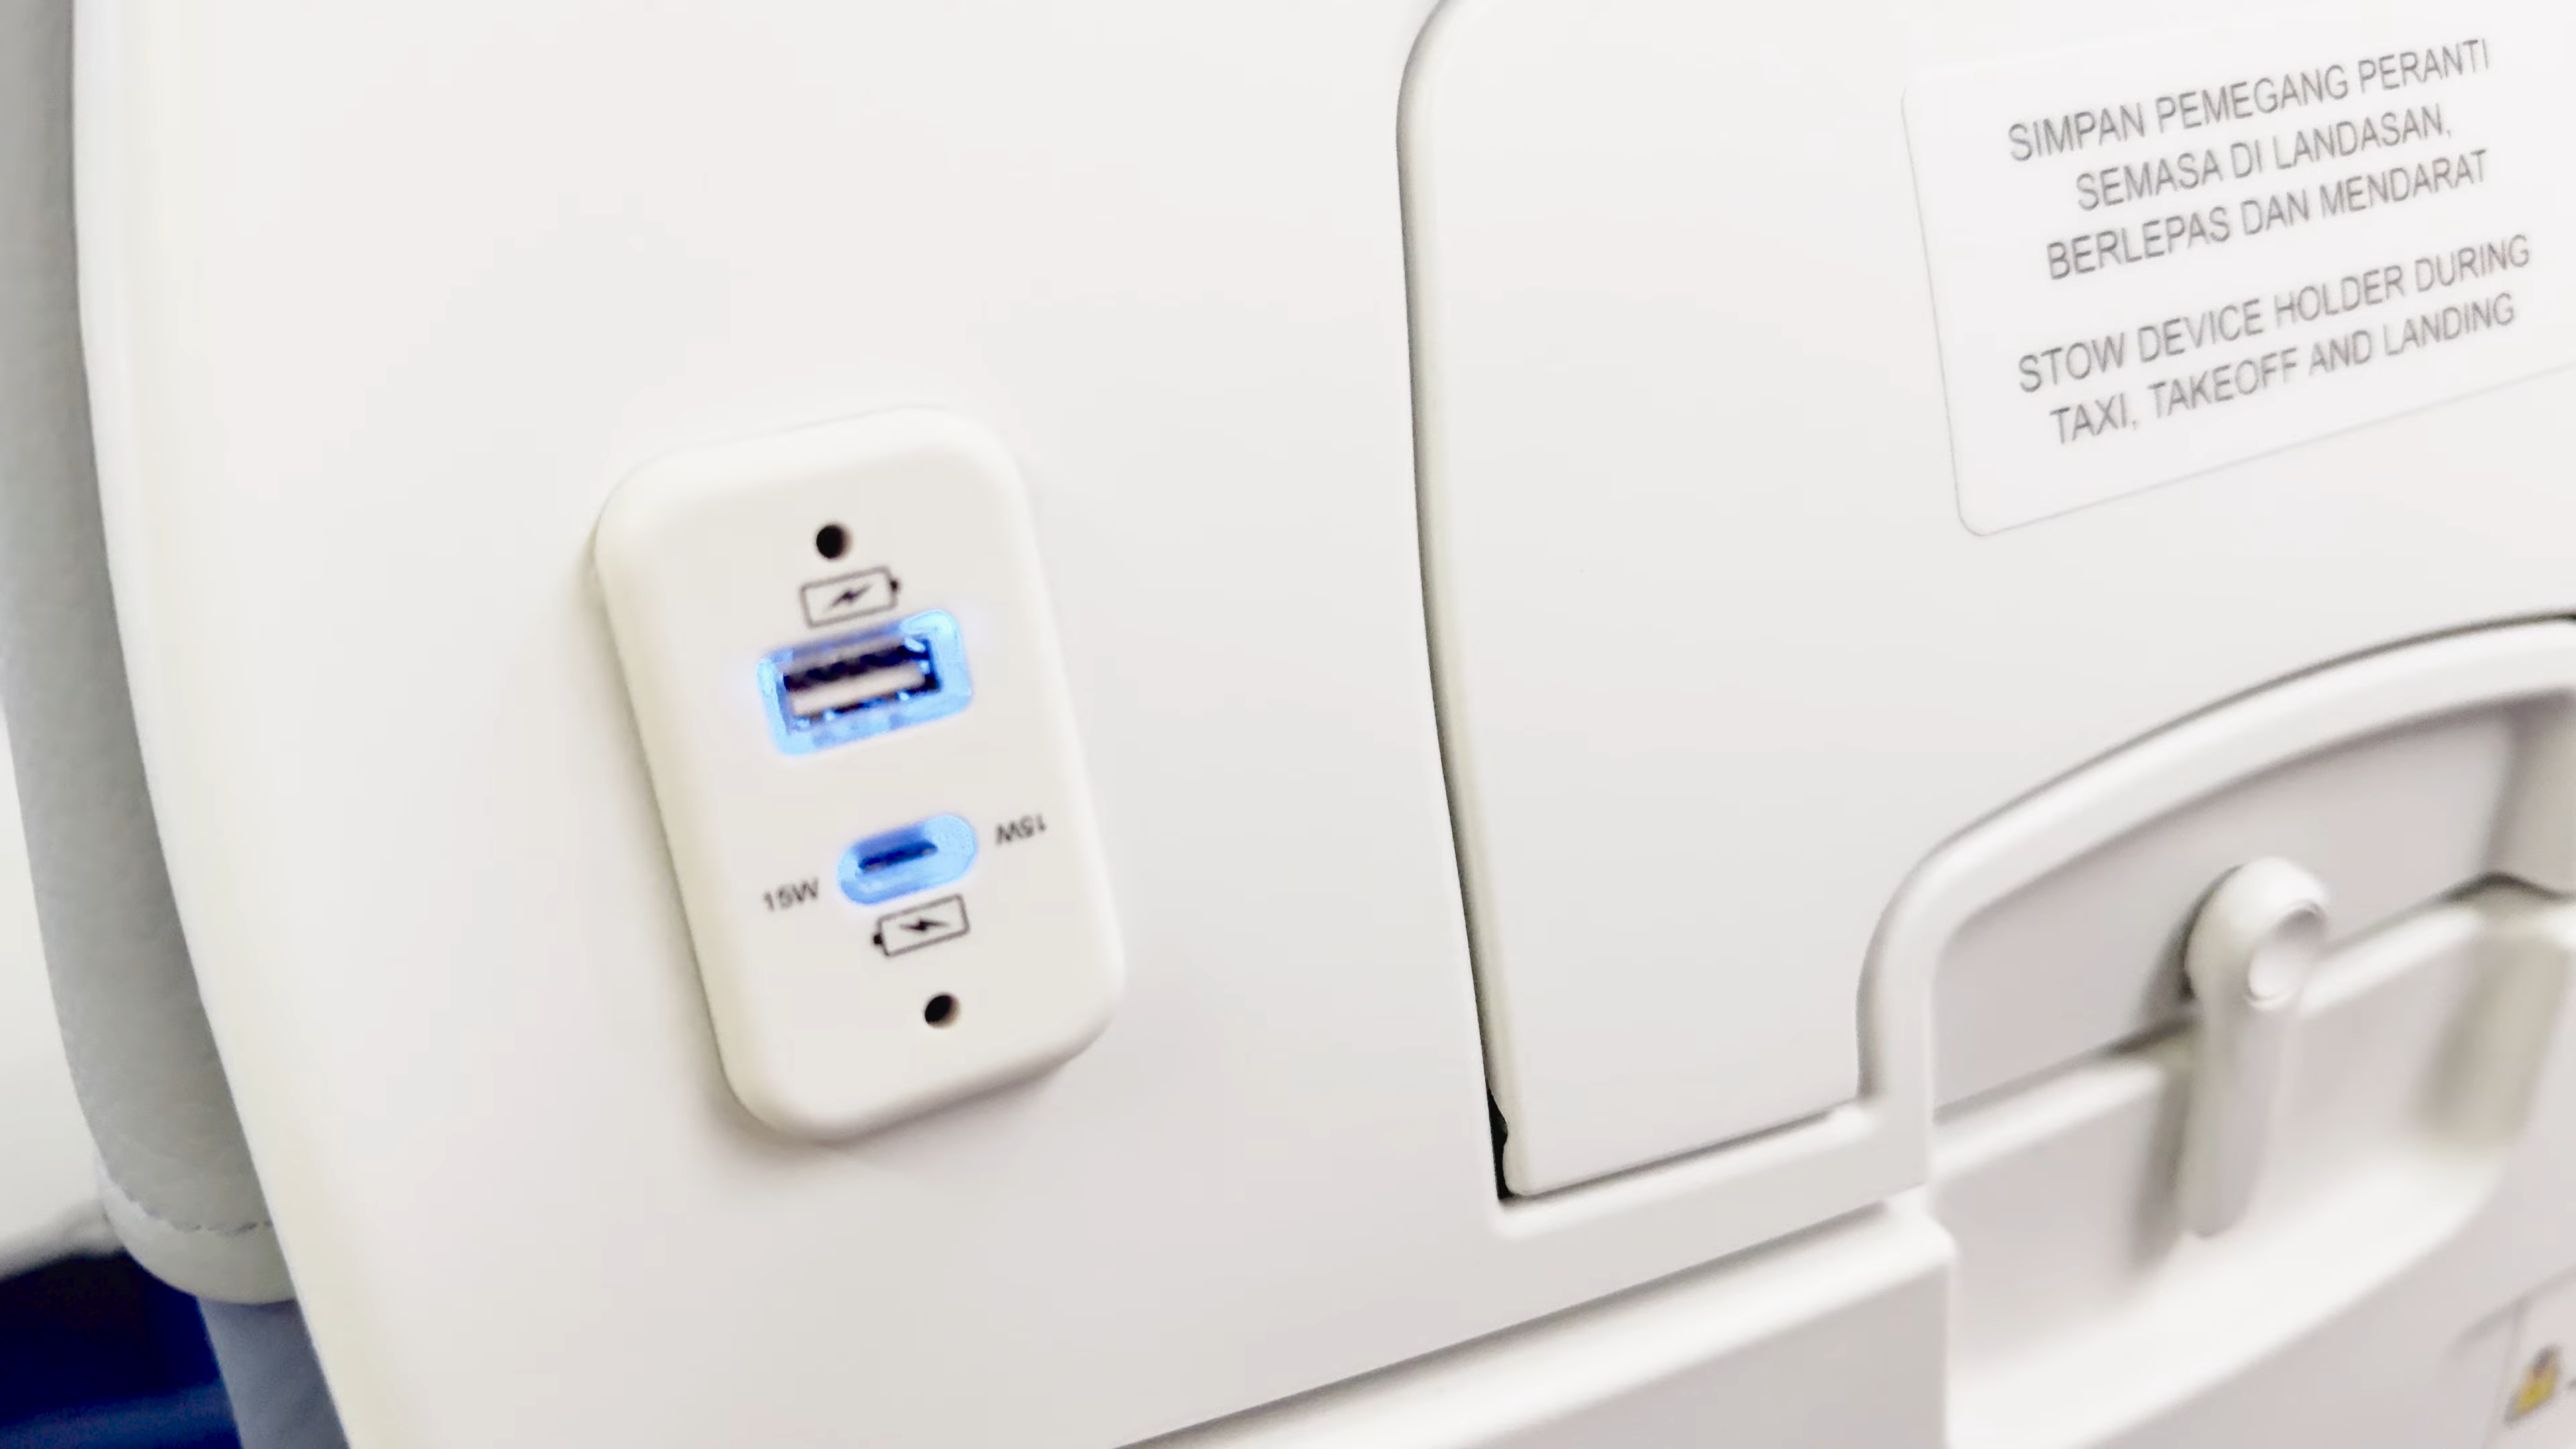 15W
15W
SIMPAN PEMEGANG PERANTI
SEMASA DI LANDASAN,
BERLEPAS DAN MENDARAT
STOW DEVICE HOLDER DURING
TAXI, TAKEOFF AND LANDING